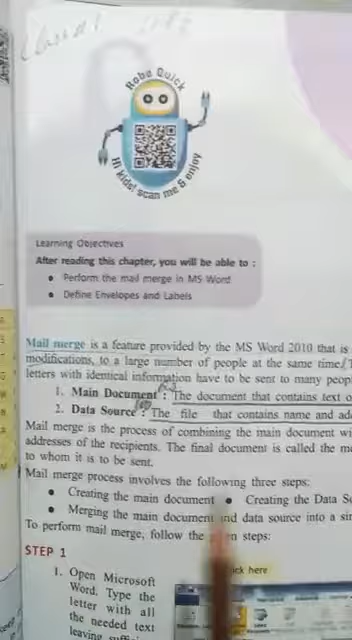 Robo Quick
Hi kids! scan me & enjoy
Learning Objectives
After reading this chapter, you will be able to :
• Perform the mail merge in MS Word
• Define Envelopes and Labels
Mail merge is a feature provided by the MS Word 2010 that is
modifications, to a large number of people at the same time.
letters with identical information have to be sent to many peop
1. Main Document : The document that contains text o
2. Data Source : The file that contains name and ad
Mail merge is the process of combining the main document wi
addresses of the recipients. The final document is called the m
to whom it is to be sent.
Mail merge process involves the following three steps:
• Creating the main document • Creating the Data S
• Merging the main document and data source into a si
To perform mail merge, follow the steps:
STEP 1
1. Open Microsoft
Word. Type the
letter with all
the needed text
here